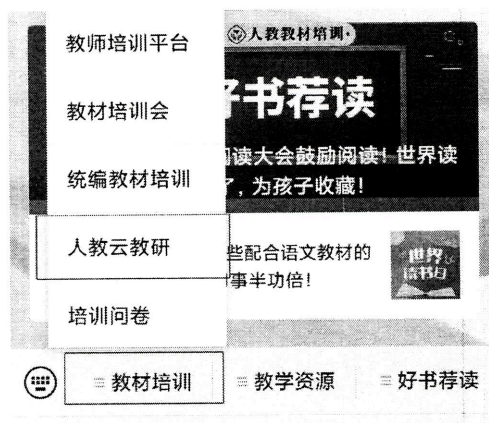 教师培训平台
人教教材培训
教材培训会
好书荐读
统编教材培训
读大会鼓励阅读！世界读
了，为孩子收藏！
人教云教研
些配合语文教材的
事半功倍！
世界
读书日
培训问卷
教材培训
教学资源
好书荐读